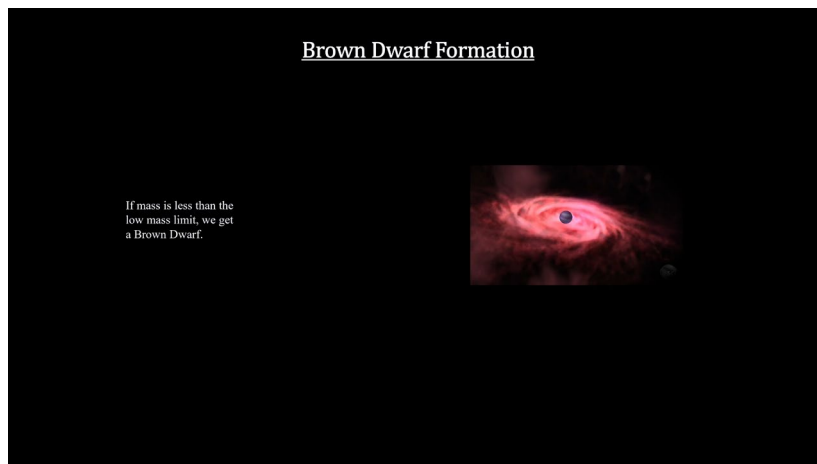 Brown Dwarf Formation
If mass is less than the
low mass limit, we get
a Brown Dwarf.